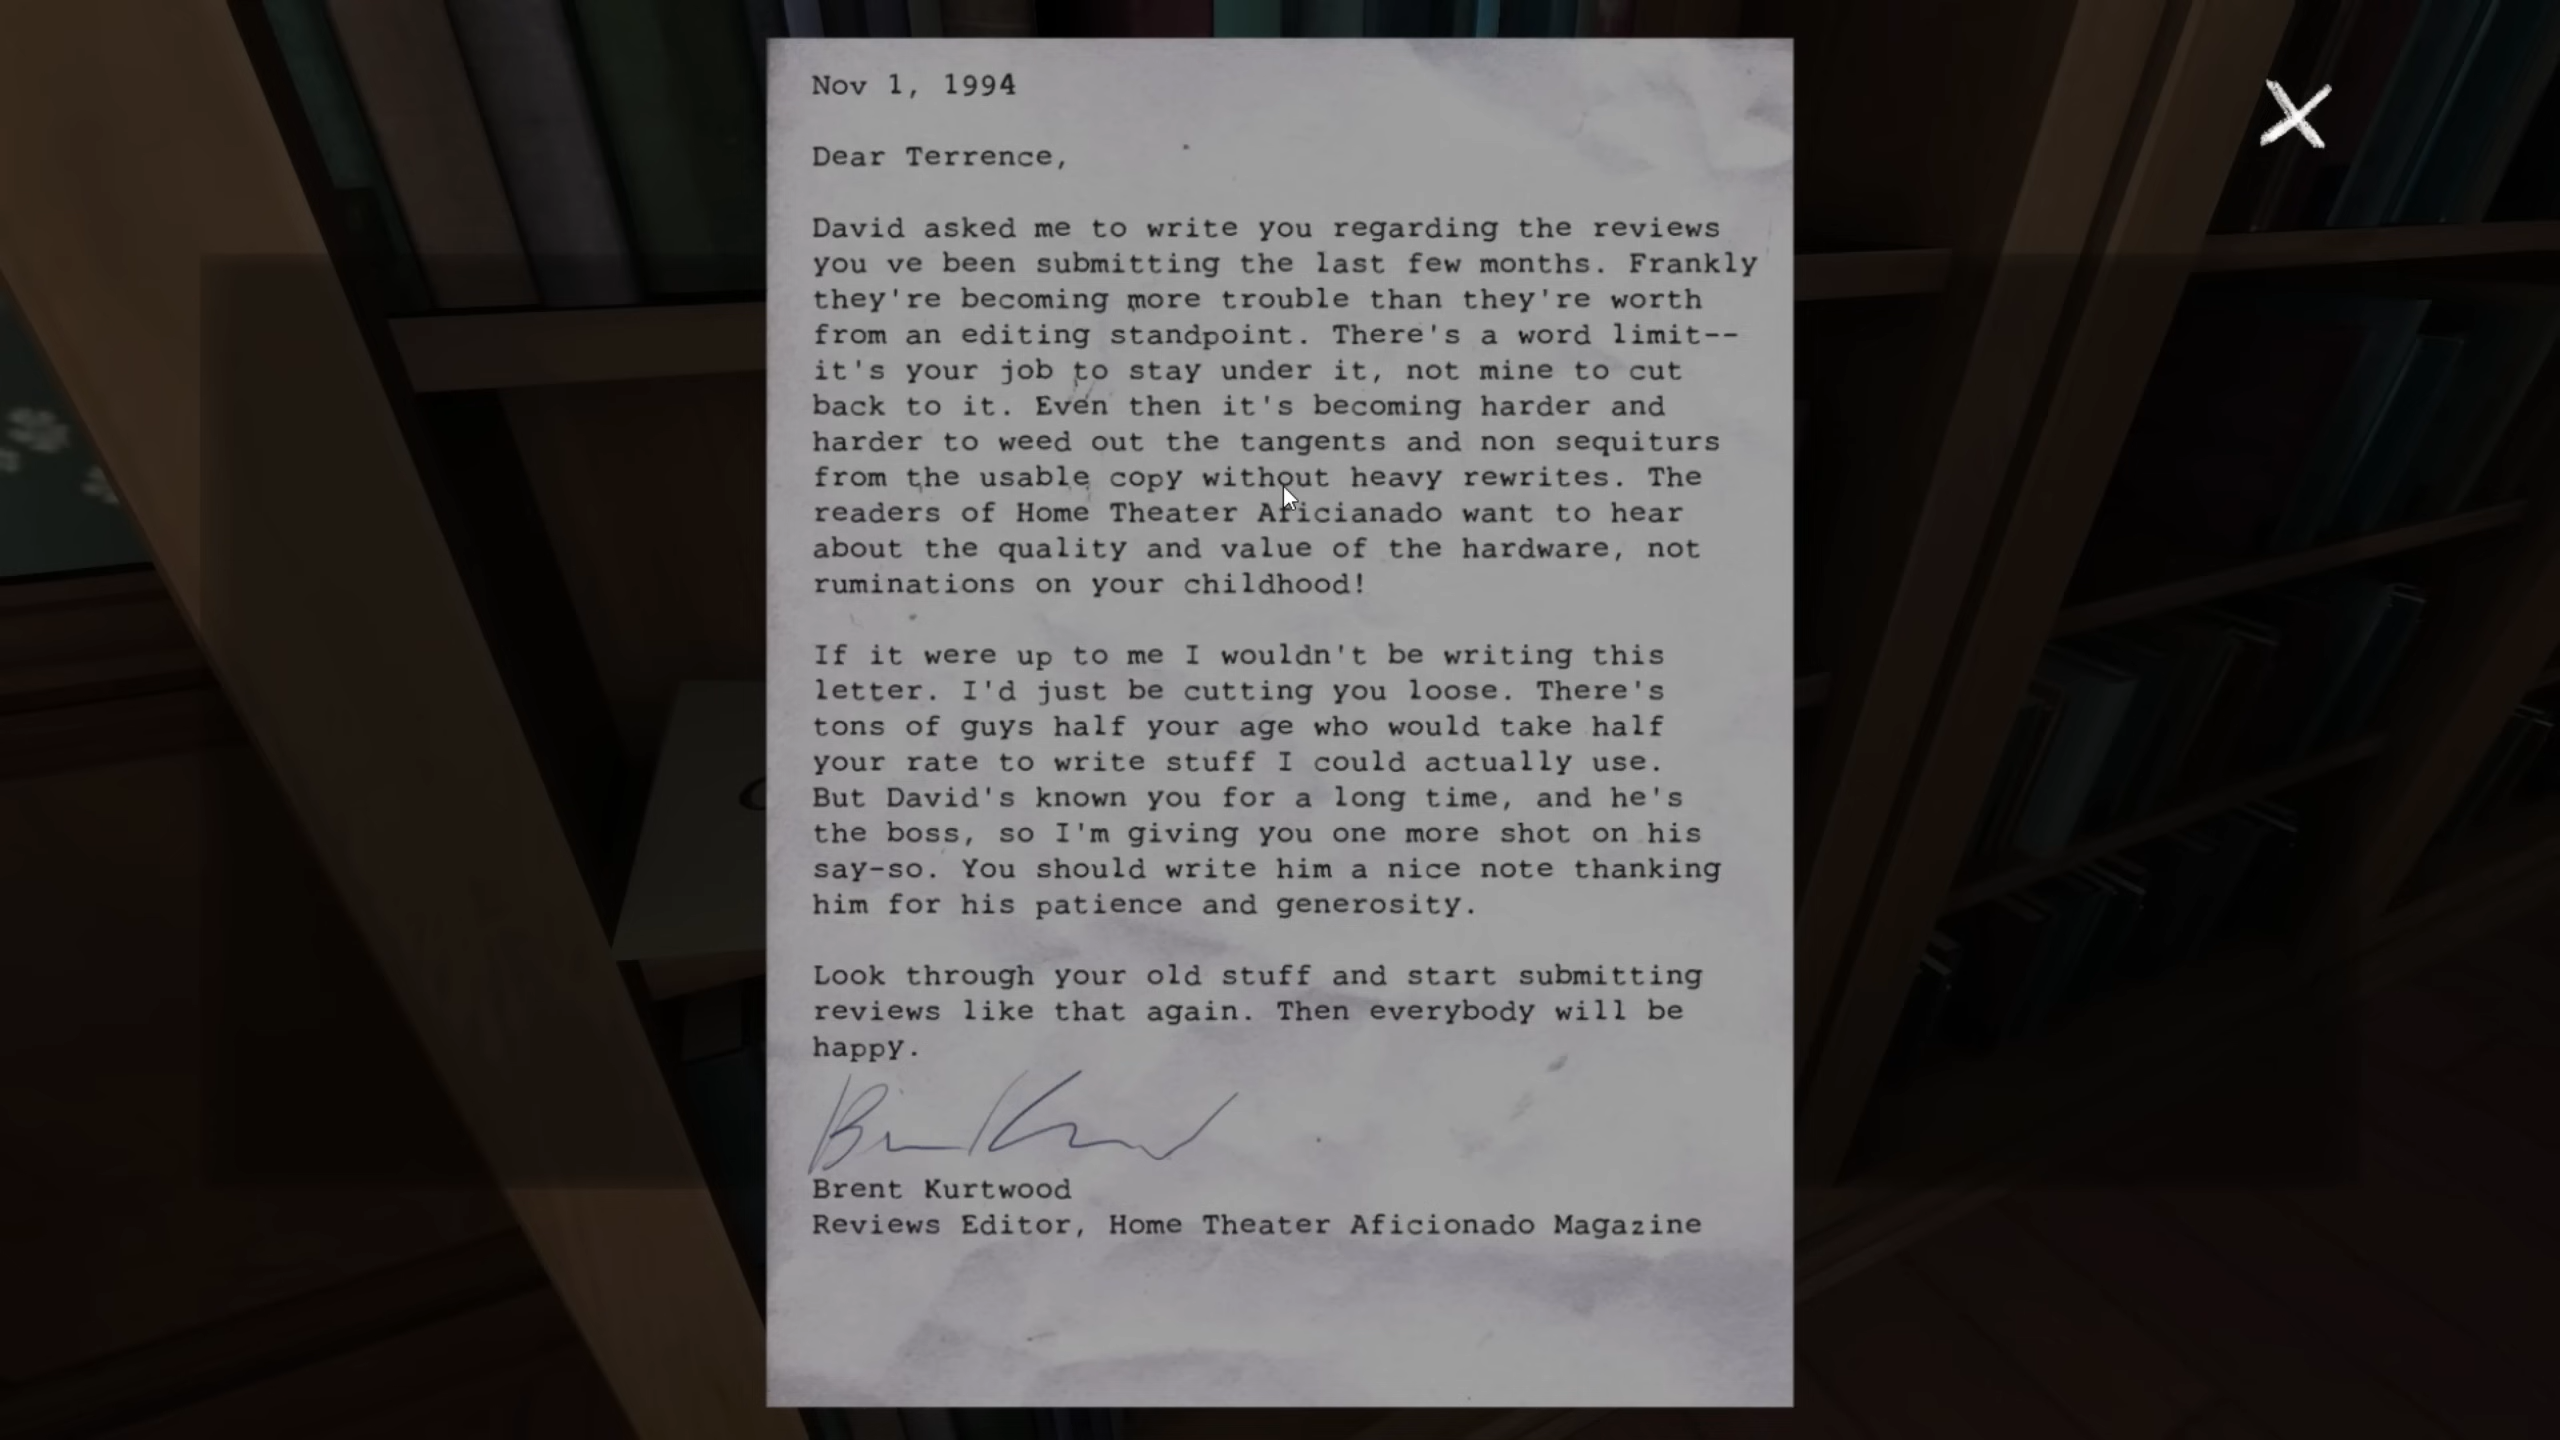 Nov 1, 1994
Dear Terrence,
David asked me to write you regarding the reviews
you ve been submitting the last few months. Frankly
they're becoming more trouble than they're worth
from an editing standpoint. There's a word limit--
it's your job to stay under it, not mine to cut
back to it. Even then it's becoming harder and
harder to weed out the tangents and non sequiturs
from the usable copy without heavy rewrites. The
readers of Home Theater Aficianado want to hear
about the quality and value of the hardware, not
ruminations on your childhood!
If it were up to me I wouldn't be writing this
letter. I'd just be cutting you loose. There's
tons of guys half your age who would take half
your rate to write stuff I could actually use.
But David's known you for a long time, and he's
the boss, so I'm giving you one more shot on his
say-so. You should write him a nice note thanking
him for his patience and generosity.
Look through your old stuff and start submitting
reviews like that again. Then everybody will be
happy.
Brent Kurtwood
Reviews Editor, Home Theater Aficionado Magazine